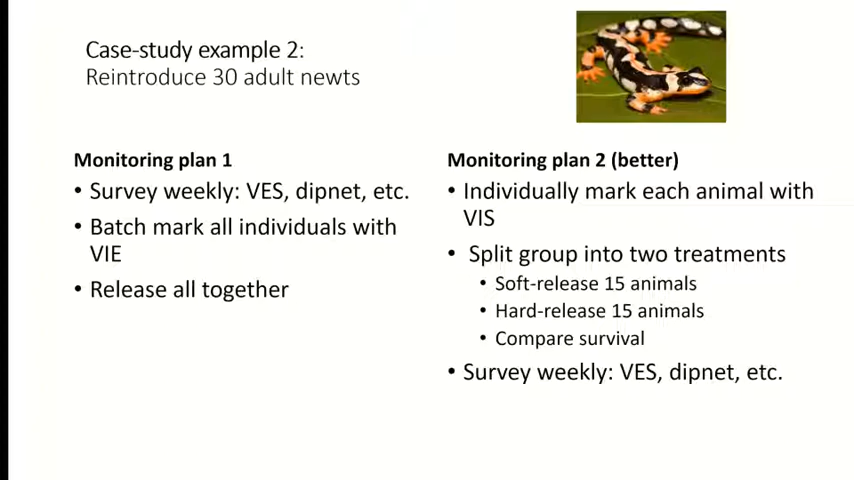 Case-study example 2:
Reintroduce 30 adult newts
Monitoring plan 1
• Survey weekly: VES, dipnet, etc.
• Batch mark all individuals with
VIE
• Release all together
Monitoring plan 2 (better)
• Individually mark each animal with
VIS
• Split group into two treatments
• Soft-release 15 animals
• Hard-release 15 animals
• Compare survival
• Survey weekly: VES, dipnet, etc.